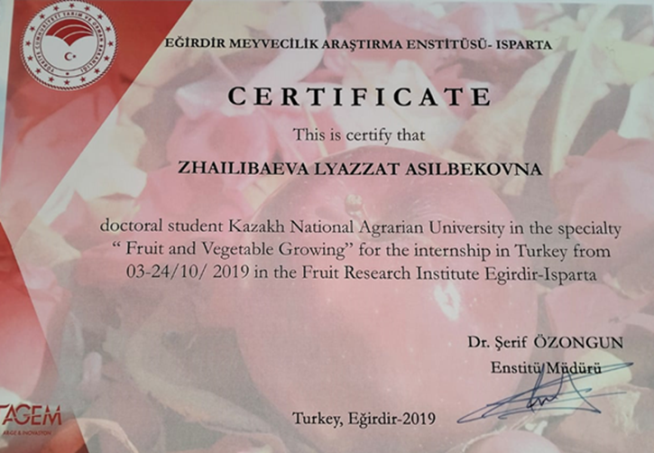 EĞİRDİR MEYVECİLİK ARAŞTIRMA ENSTİTÜSÜ- ISPARTA
CERTIFICATE
This is certify that
ZHAILIBAEVA LYAZZAT ASILBEKOVNA
doctoral student Kazakh National Agrarian University in the specialty
“ Fruit and Vegetable Growing” for the internship in Turkey from
03-24/10/ 2019 in the Fruit Research Institute Egirdir-Isparta
Dr. Şerif ÖZONGUN
Enstitü Müdürü
TAGEM
Turkey, Eğirdir-2019